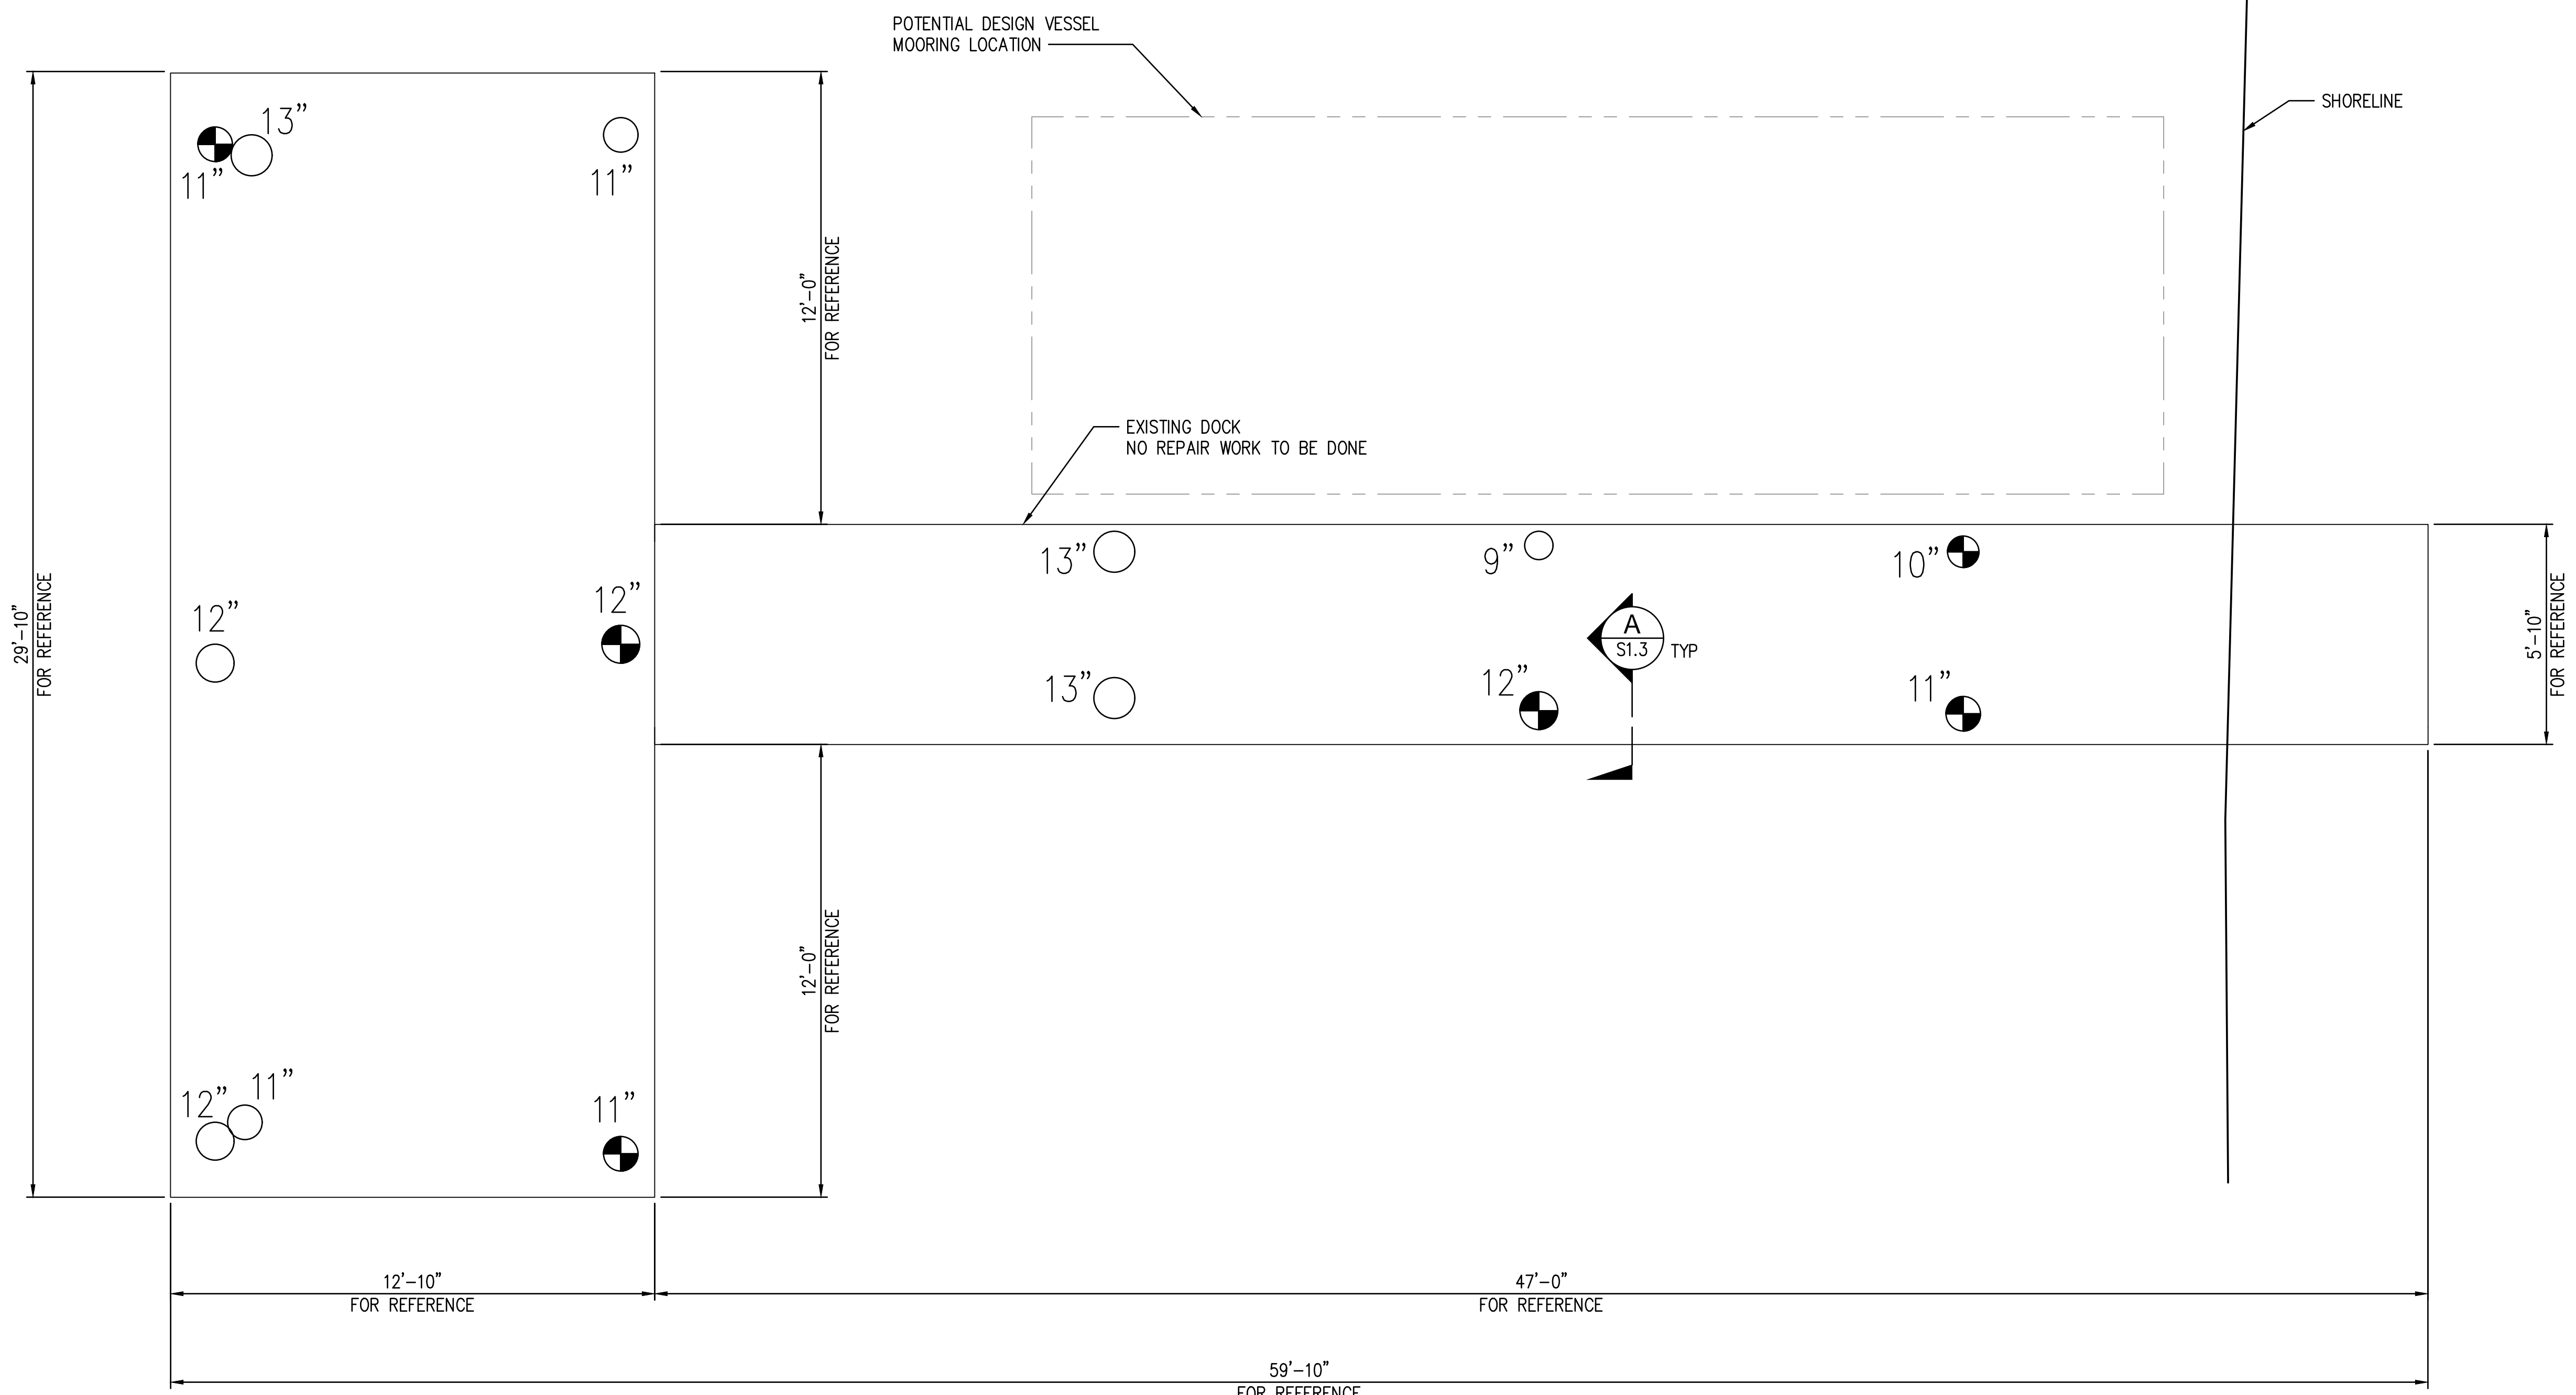 POTENTIAL DESIGN VESSEL
MOORING LOCATION
SHORELINE
13”
11”
11”
12'-0"
FOR REFERENCE
EXISTING DOCK
NO REPAIR WORK TO BE DONE
29'-10"
FOR REFERENCE
12”
12”
13”
9”
10”
13”
12”
A
S1.3
TYP
11”
5'-10"
FOR REFERENCE
12'-0"
FOR REFERENCE
12”
11”
11”
12'-10"
FOR REFERENCE
47'-0"
FOR REFERENCE
59'-10"
FOR REFERENCE